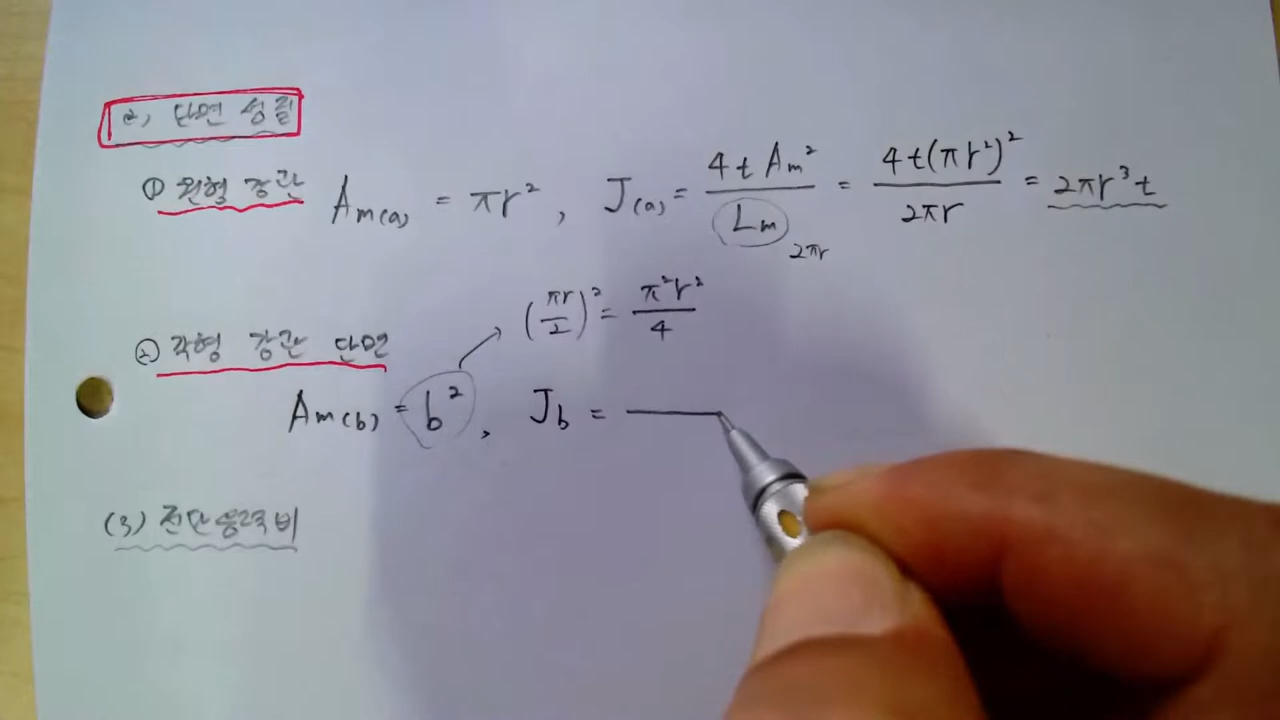 2) 단면 성질
① 원형 강관 Am(a) = πr², J(a) = 4tAm²/Lm = 4t(πr²)²/2πr = 2πr³t
2πr
(πr/2)² = π²r²/4
② 각형 강관 단면
Am(b) = b², Jb =
(3) 전단응력비